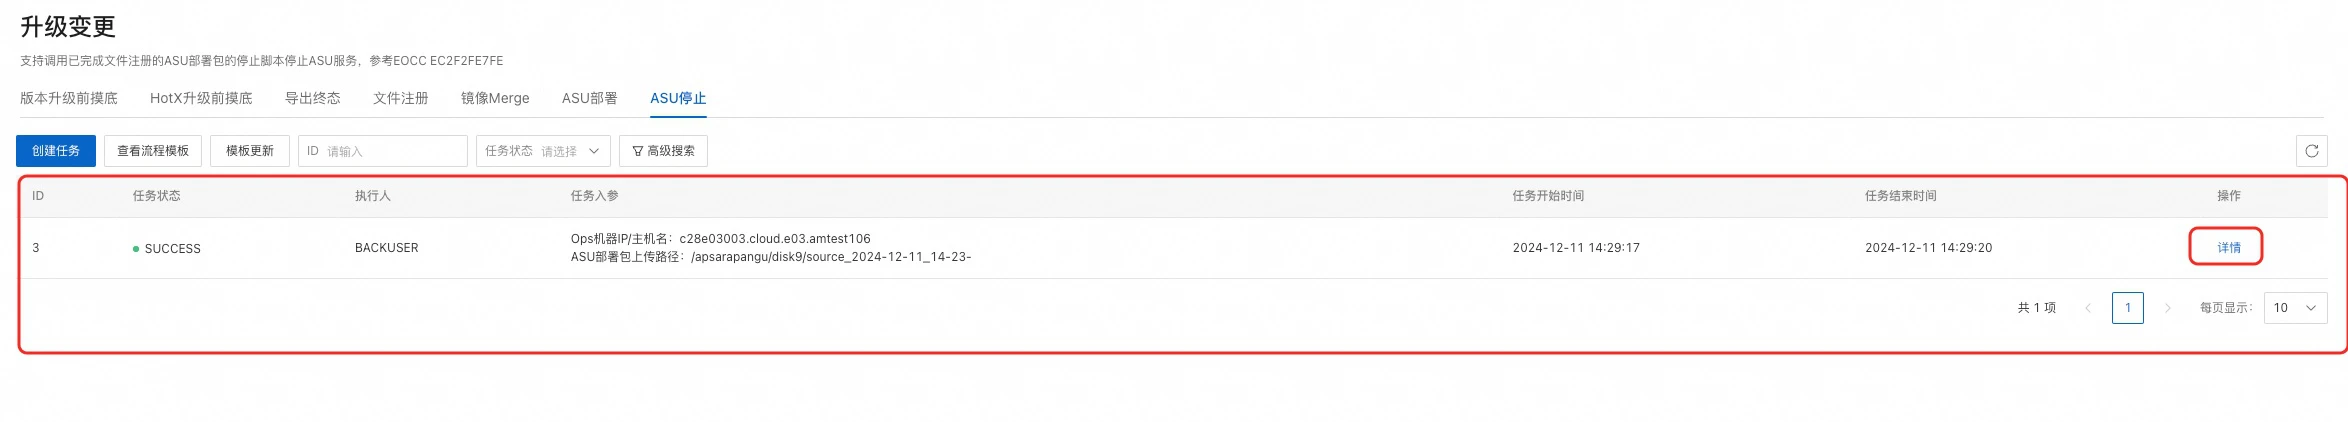 升级变更
支持调用已完成文件注册的ASU部署包的停止脚本停止ASU服务，参考EOCC EC2F2FE7FE
版本升级前摸底 HotX升级前摸底 导出终态 文件注册 镜像Merge ASU部署 ASU停止
创建任务 查看流程模板 模板更新 ID 请输入 任务状态 请选择 高级搜索
ID 任务状态 执行人 任务入参 任务开始时间 任务结束时间 操作
3 SUCCESS BACKUSER Ops机器IP/主机名：c28e03003.cloud.e03.amtest106 2024-12-11 14:29:17 2024-12-11 14:29:20 详情
ASU部署包上传路径：/apsarapangu/disk9/source_2024-12-11_14-23-
共 1 项 1 每页显示： 10